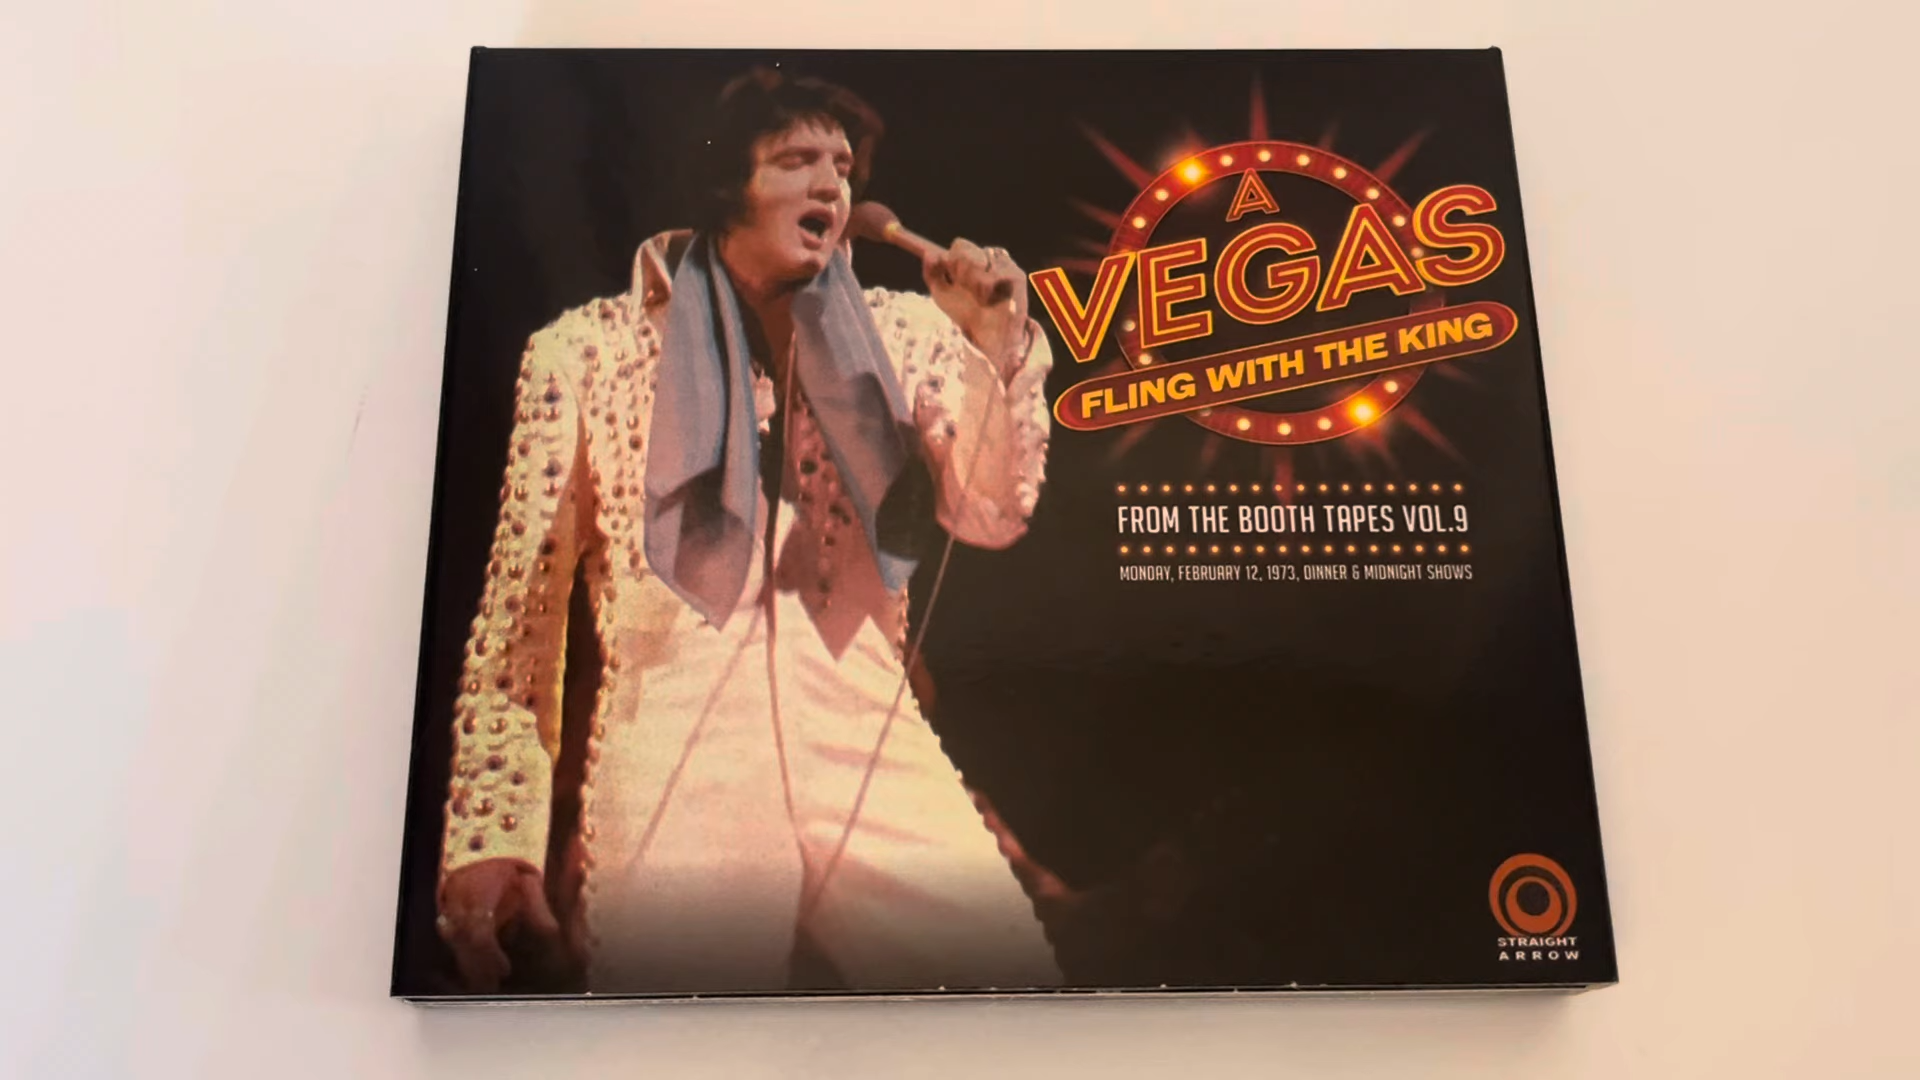 A
VEGAS
FLING WITH THE KING
FROM THE BOOTH TAPES VOL.9
MONDAY, FEBRUARY 12, 1973, DINNER & MIDNIGHT SHOWS
STRAIGHT
ARROW